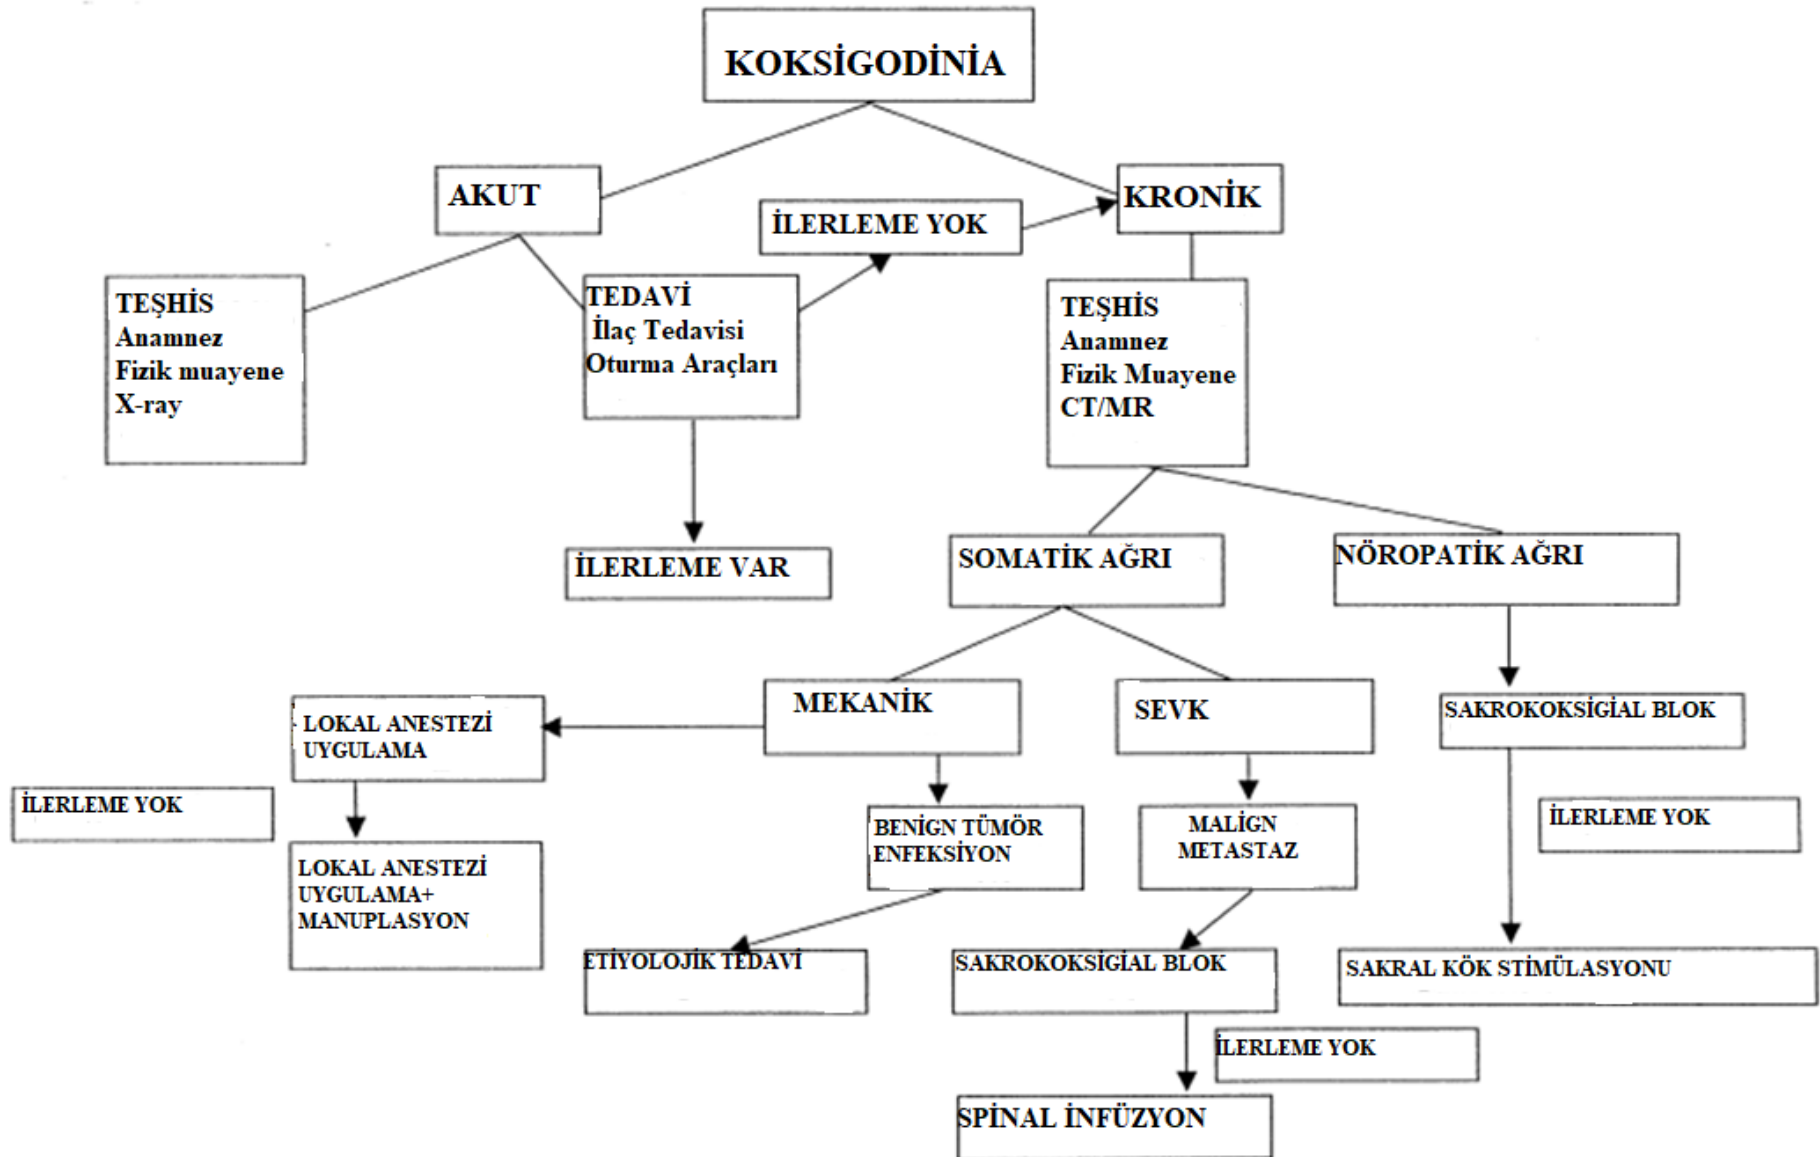 KOKSİGODİNİA
AKUT
İLERLEME YOK
KRONİK
TEŞHİS
Anamnez
Fizik muayene
X-ray
TEDAVİ
İlaç Tedavisi
Oturma Araçları
TEŞHİS
Anamnez
Fizik Muayene
CT/MR
İLERLEME VAR
SOMATİK AĞRI
NÖROPATİK AĞRI
MEKANİK
SEVK
LOKAL ANESTEZİ
UYGULAMA
SAKROKOKSİGİAL BLOK
İLERLEME YOK
BENİGN TÜMÖR
ENFEKSİYON
MALİGN
METASTAZ
İLERLEME YOK
LOKAL ANESTEZİ
UYGULAMA+
MANUPLASYON
ETİYOLOJİK TEDAVİ
SAKROKOKSİGİAL BLOK
SAKRAL KÖK STİMÜLASYONU
İLERLEME YOK
SPİNAL İNFÜZYON